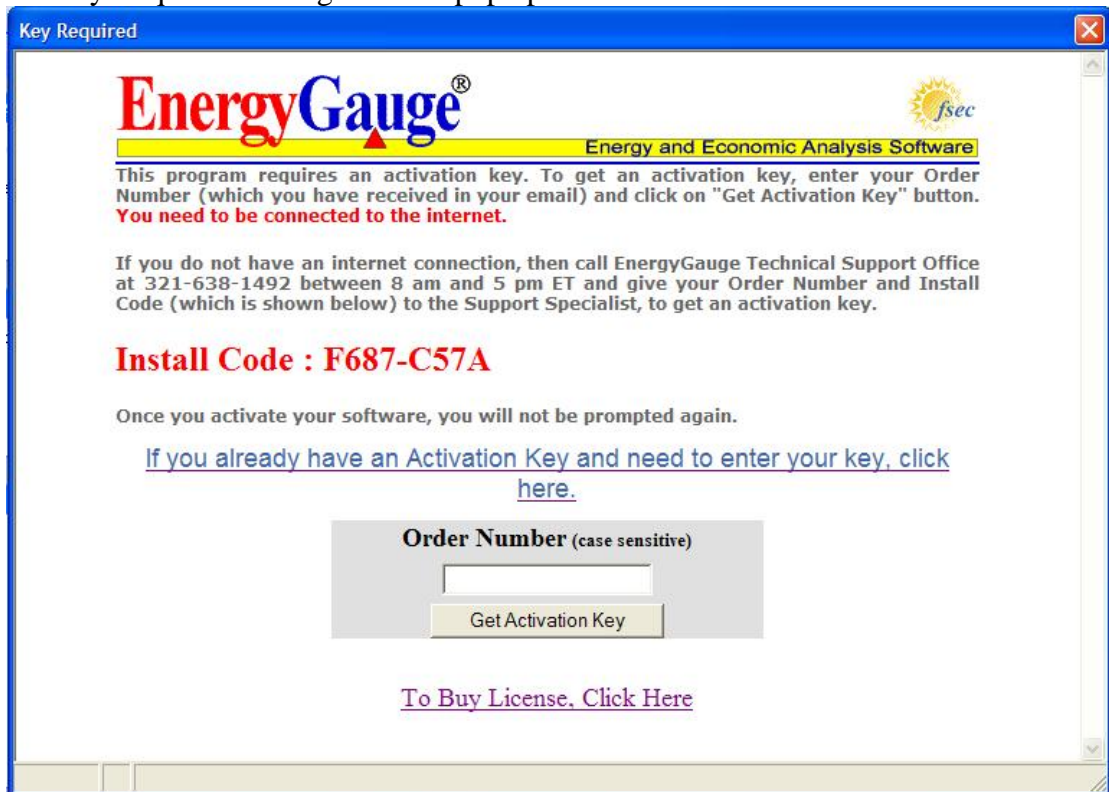 Key Required
EnergyGauge®
fsec
Energy and Economic Analysis Software
This program requires an activation key. To get an activation key, enter your Order
Number (which you have received in your email) and click on "Get Activation Key" button.
You need to be connected to the internet.
If you do not have an internet connection, then call EnergyGauge Technical Support Office
at 321-638-1492 between 8 am and 5 pm ET and give your Order Number and Install
Code (which is shown below) to the Support Specialist, to get an activation key.
Install Code : F687-C57A
Once you activate your software, you will not be prompted again.
If you already have an Activation Key and need to enter your key, click
here.
Order Number (case sensitive)
Get Activation Key
To Buy License, Click Here